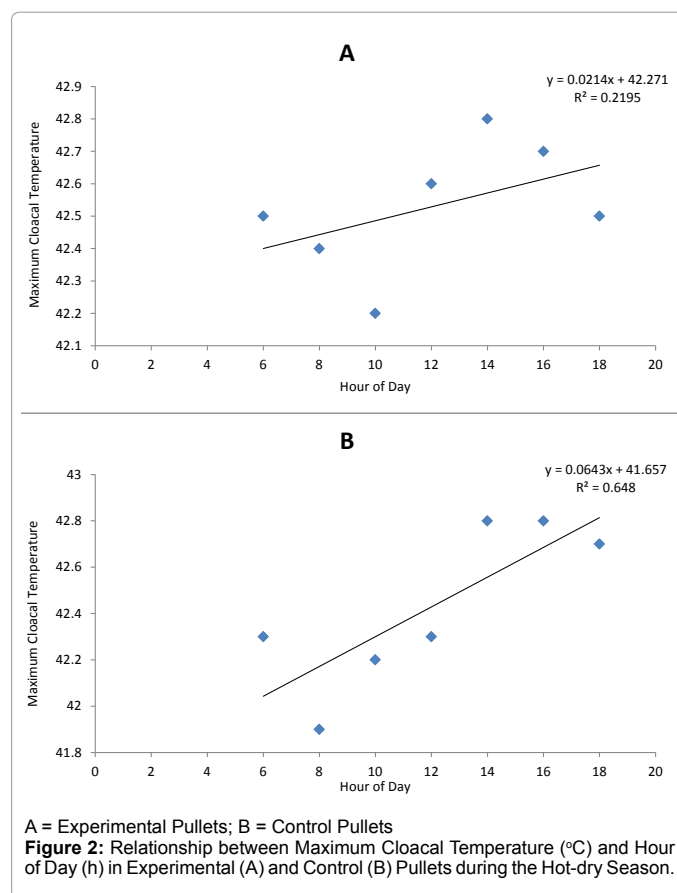 A
y = 0.0214x + 42.271
R² = 0.2195
Maximum Cloacal Temperature
42.9
42.8
42.7
42.6
42.5
42.4
42.3
42.2
42.1
0 2 4 6 8 10 12 14 16 18 20
Hour of Day
B
y = 0.0643x + 41.657
R² = 0.648
Maximum Cloacal Temperature
43
42.8
42.6
42.4
42.2
42
41.8
0 2 4 6 8 10 12 14 16 18 20
Hour of Day
A = Experimental Pullets; B = Control Pullets
Figure 2: Relationship between Maximum Cloacal Temperature (°C) and Hour
of Day (h) in Experimental (A) and Control (B) Pullets during the Hot-dry Season.